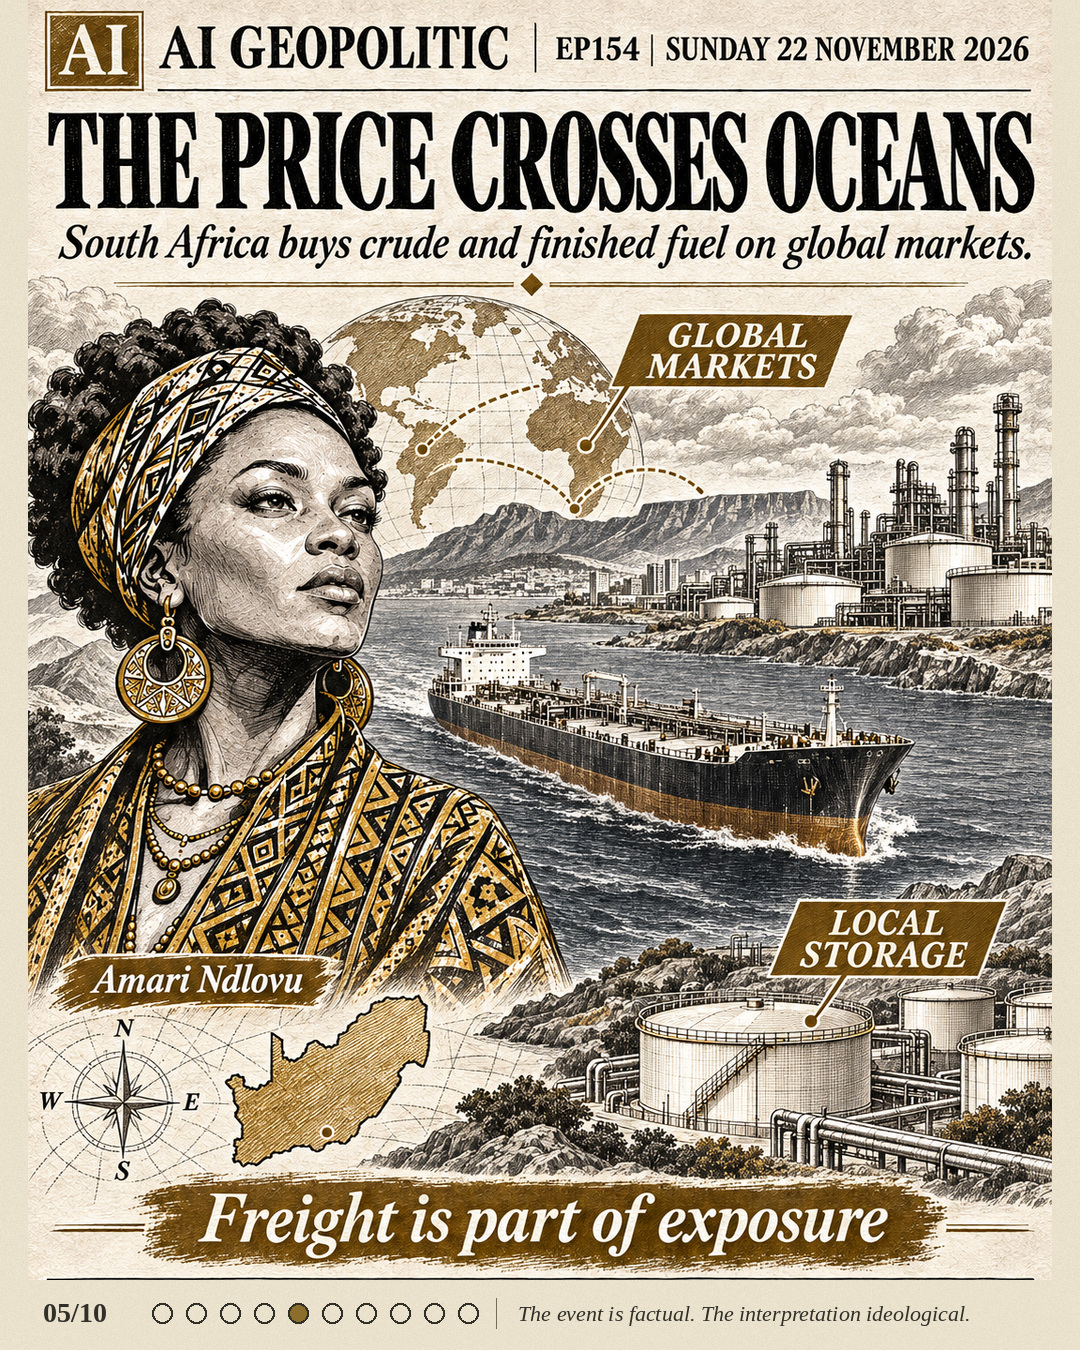 AI AI GEOPOLITIC EP154 | SUNDAY 22 NOVEMBER 2026
THE PRICE CROSSES OCEANS
South Africa buys crude and finished fuel on global markets.
GLOBAL
MARKETS
LOCAL
STORAGE
Amari Ndlovu
N
W E
S
Freight is part of exposure
05/10 The event is factual. The interpretation ideological.